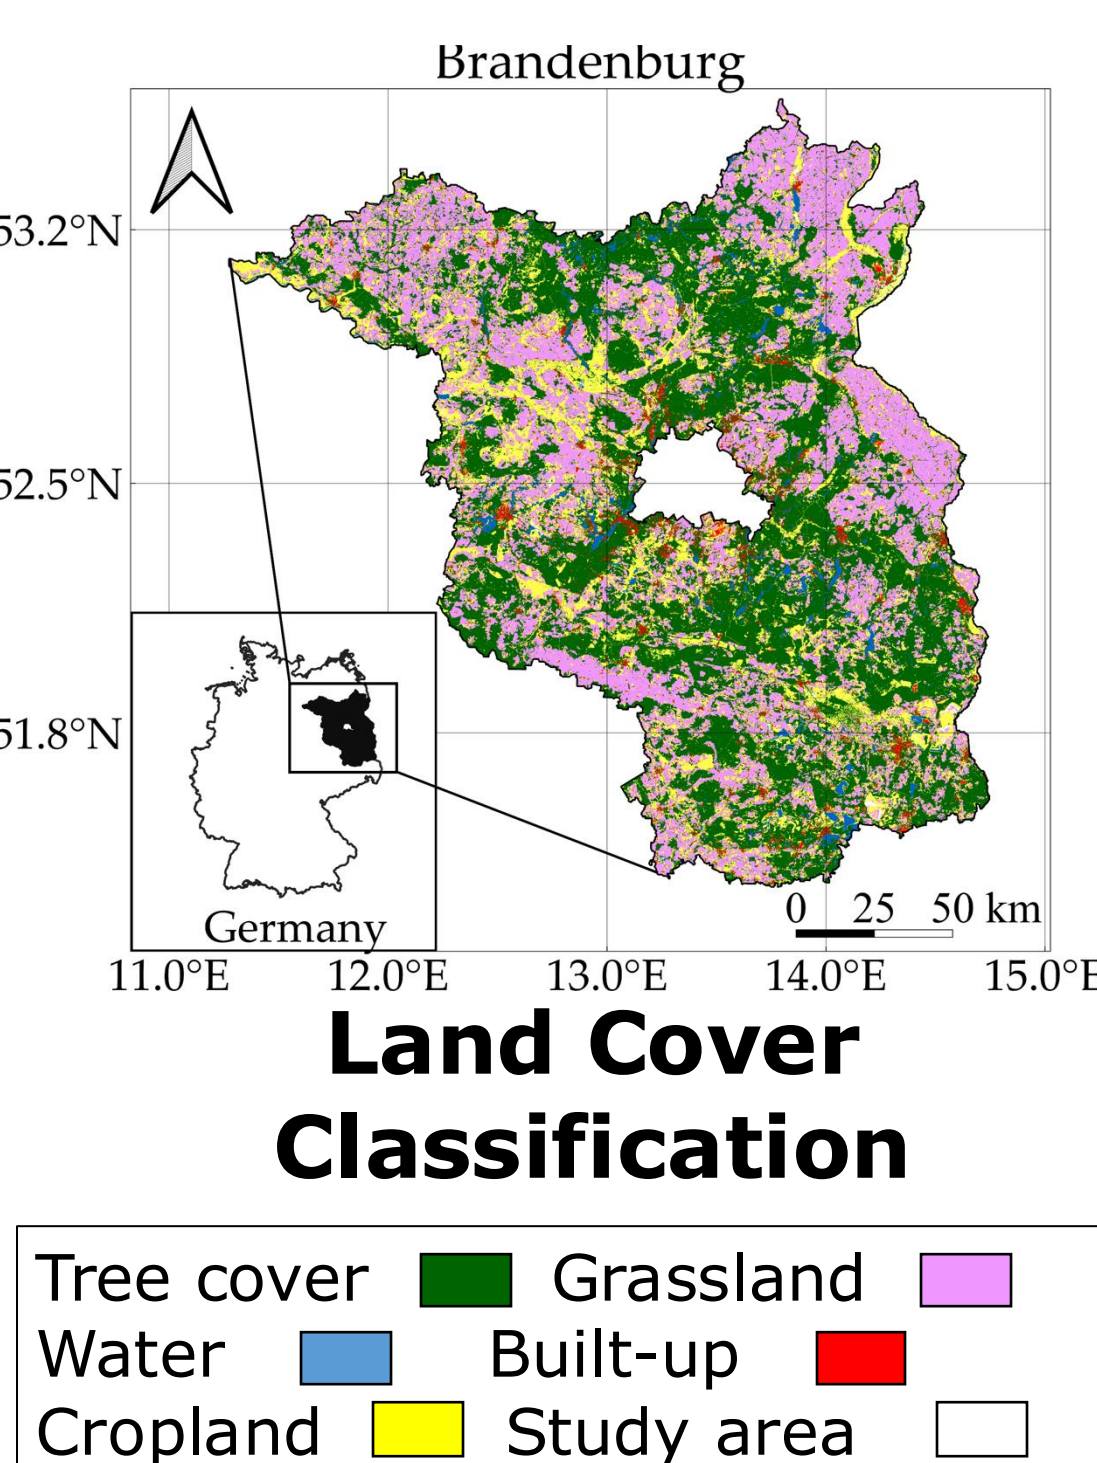 Brandenburg
53.2°N
52.5°N
51.8°N
Germany
0 25 50 km
11.0°E 12.0°E 13.0°E 14.0°E 15.0°E
Land Cover
Classification
Tree cover Grassland
Water Built-up
Cropland Study area